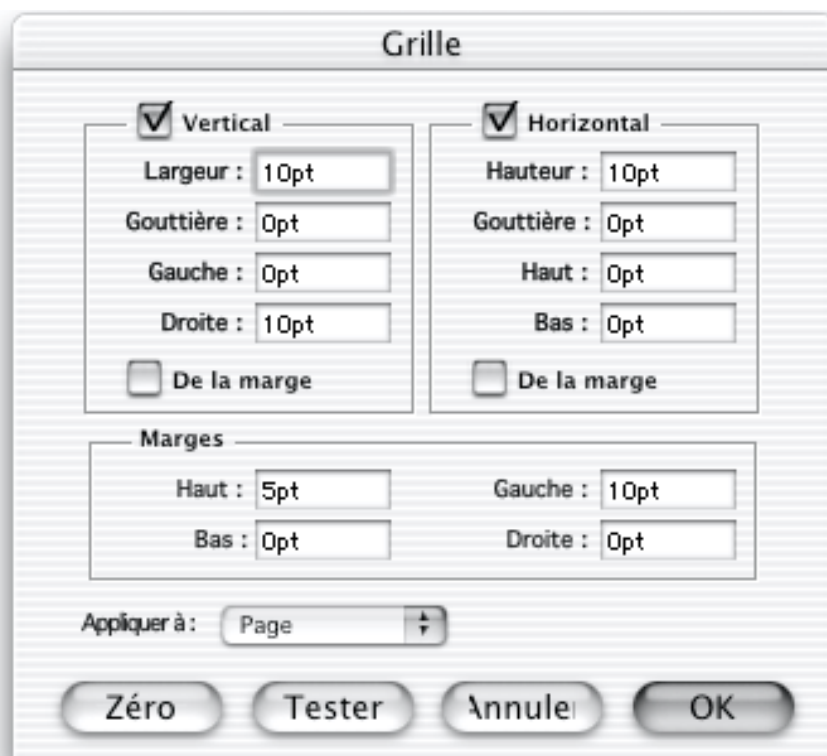 Grille
Vertical
Largeur : 10pt
Gouttière : 0pt
Gauche : 0pt
Droite : 10pt
De la marge
Horizontal
Hauteur : 10pt
Gouttière : 0pt
Haut : 0pt
Bas : 0pt
De la marge
Marges
Haut : 5pt
Gauche : 10pt
Bas : 0pt
Droite : 0pt
Appliquer à : Page
Zéro Tester Annuler OK